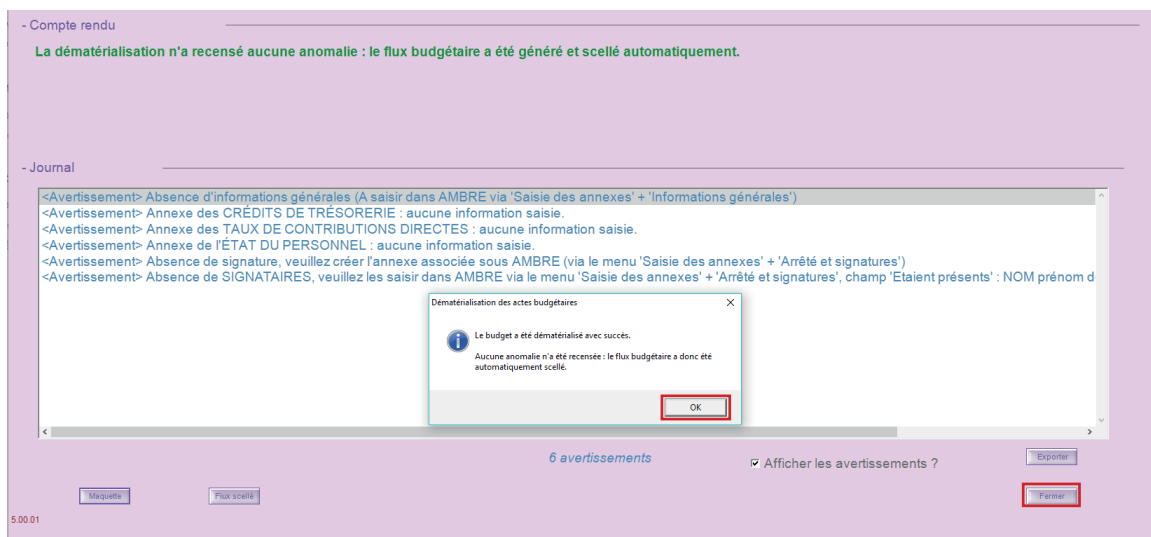 - Compte rendu
La dématérialisation n'a recensé aucune anomalie : le flux budgétaire a été généré et scellé automatiquement.
- Journal
<Avertissement> Absence d'informations générales (A saisir dans AMBRE via 'Saisie des annexes' + 'Informations générales')
<Avertissement> Annexe des CRÉDITS DE TRÉSORERIE : aucune information saisie.
<Avertissement> Annexe des TAUX DE CONTRIBUTIONS DIRECTES : aucune information saisie.
<Avertissement> Annexe de l'ÉTAT DU PERSONNEL : aucune information saisie.
<Avertissement> Absence de signature, veuillez créer l'annexe associée sous AMBRE (via le menu 'Saisie des annexes' + 'Arrêté et signatures')
<Avertissement> Absence de SIGNATAIRES, veuillez les saisir dans AMBRE via le menu 'Saisie des annexes' + 'Arrêté et signatures', champ 'Etaient présents' : NOM prénom d
Dématérialisation des actes budgétaires
Le budget a été dématérialisé avec succès.
Aucune anomalie n'a été recensée : le flux budgétaire a donc été
automatiquement scellé.
OK
6 avertissements
Afficher les avertissements ?
Exporter
Maquette
Flux scellé
Fermer
5.00.01